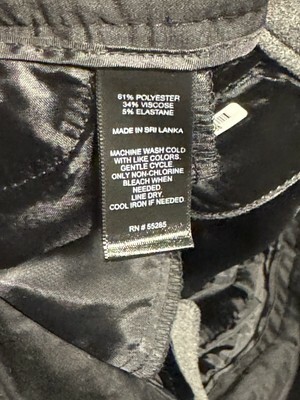 61% POLYESTER
34% VISCOSE
5% ELASTANE
MADE IN SRI LANKA
MACHINE WASH COLD
WITH LIKE COLORS.
GENTLE CYCLE
ONLY NON-CHLORINE
BLEACH WHEN
NEEDED.
LINE DRY.
COOL IRON IF NEEDED.
RN # 55285